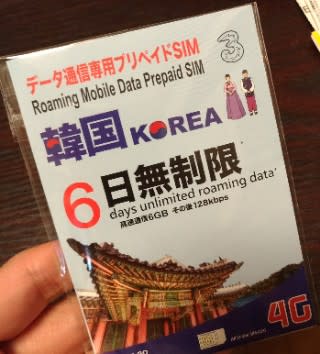 データ通信専用プリペイドSIM
3
Roaming Mobile Data Prepaid SIM
韓国 KOREA
6日無制限*
days unlimited roaming data*
高速通信6GB その後128kbps
4G